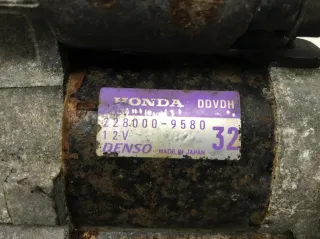 HONDA DDVDH
228000-9580
12V 32
DENSO MADE IN JAPAN